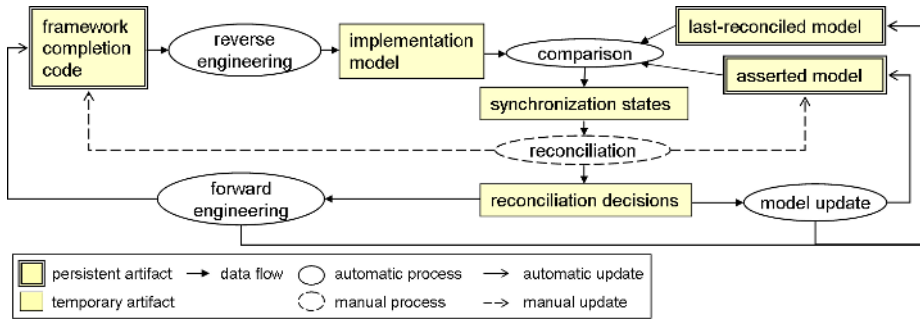 framework
completion
code
reverse
engineering
implementation
model
comparison
last-reconciled model
asserted model
synchronization states
reconciliation
forward
engineering
reconciliation decisions
model update
persistent artifact
data flow
automatic process
automatic update
temporary artifact
manual process
manual update